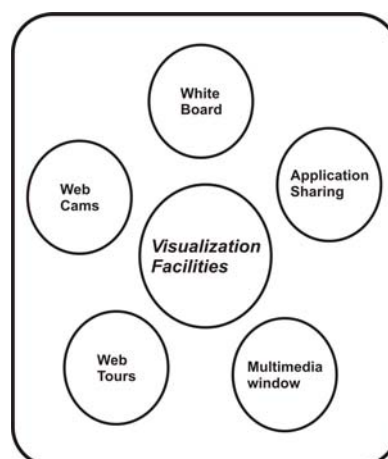 White
Board
Application
Sharing
Web
Cams
Visualization
Facilities
Web
Tours
Multimedia
window